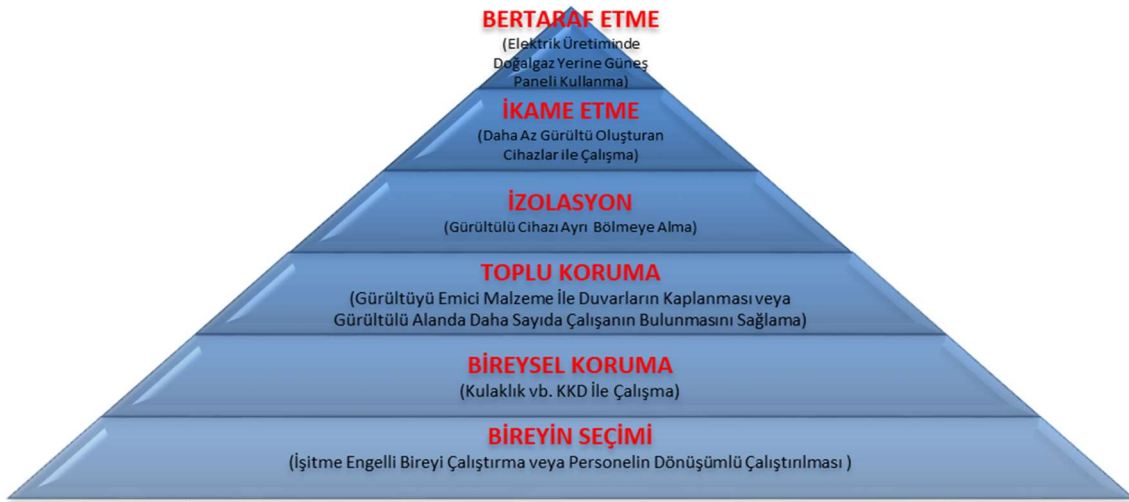 BERTARAF ETME
(Elektrik Üretiminde
Doğalgaz Yerine Güneş
Paneli Kullanma)
İKAME ETME
(Daha Az Gürültü Oluşturan
Cihazlar ile Çalışma)
İZOLASYON
(Gürültülü Cihazı Ayrı Bölmeye Alma)
TOPLU KORUMA
(Gürültüyü Emici Malzeme İle Duvarların Kaplanması veya
Gürültülü Alanda Daha Sayıda Çalışanın Bulunmasını Sağlama)
BİREYSEL KORUMA
(Kulaklık vb. KKD İle Çalışma)
BİREYİN SEÇİMİ
(İşitme Engelli Bireyi Çalıştırma veya Personelin Dönüşümlü Çalıştırılması )